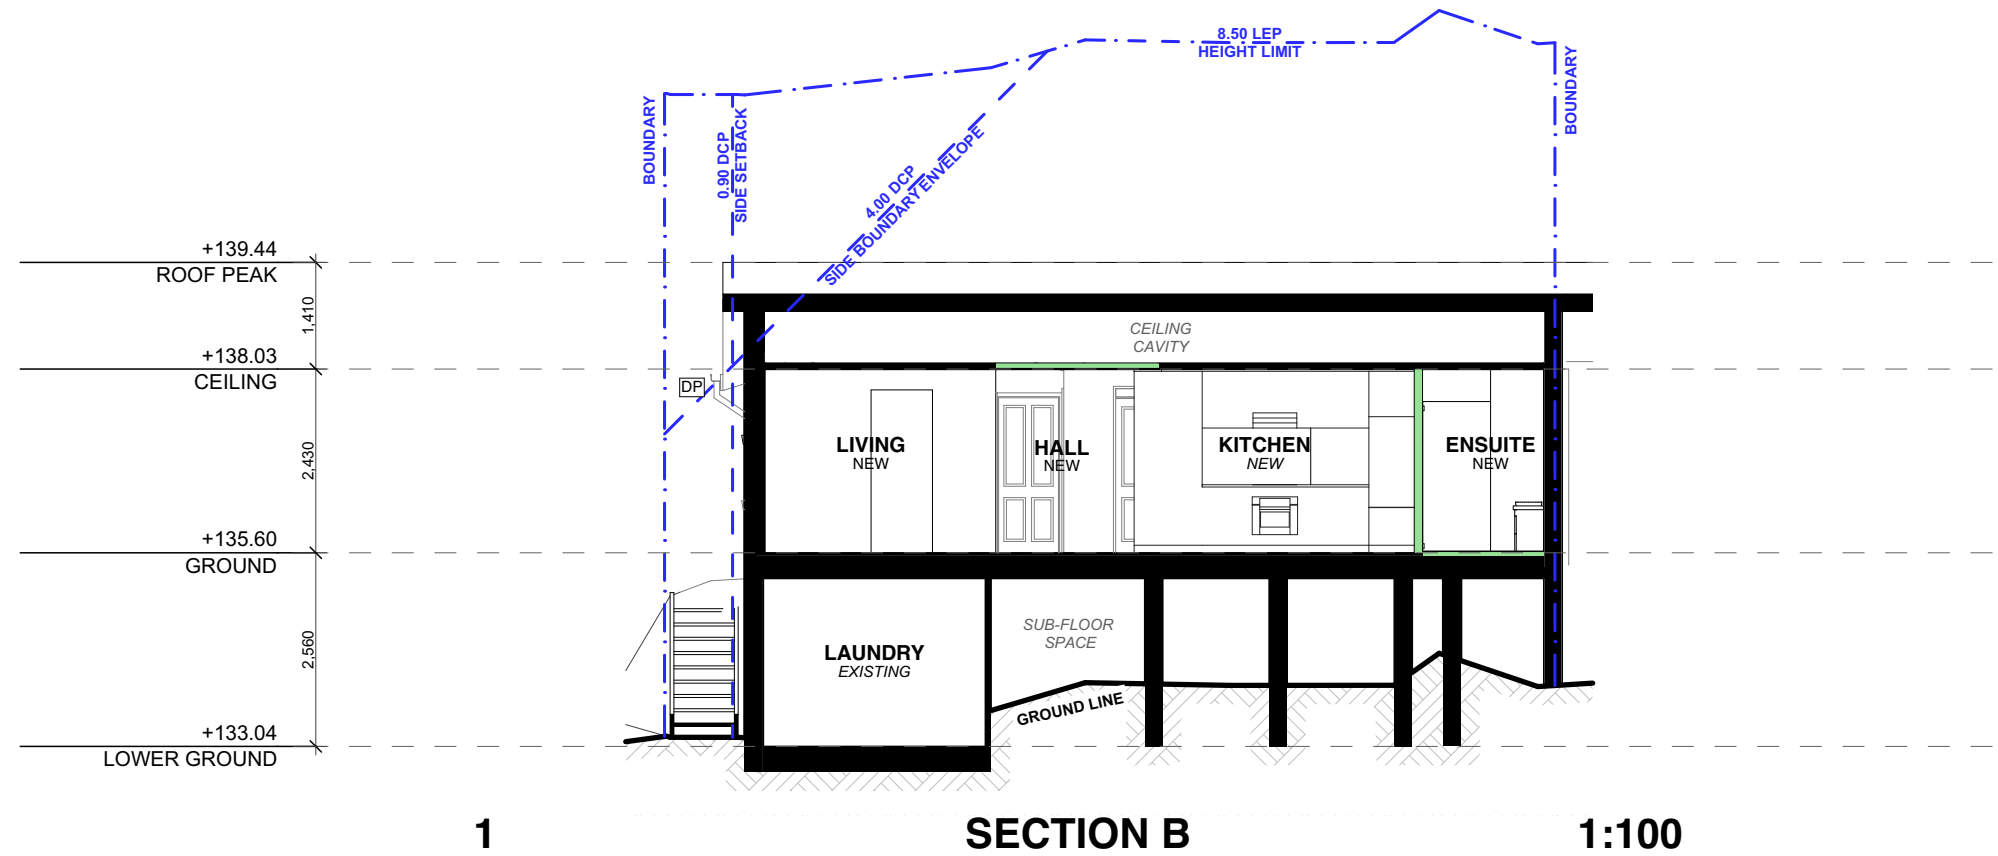 8.50 LEP
HEIGHT LIMIT
BOUNDARY
0.90 DCP
SIDE SETBACK
4.00 DCP
SIDE BOUNDARY ENVELOPE
BOUNDARY
+139.44
ROOF PEAK
1,410
CEILING
CAVITY
+138.03
CEILING
DP
2,430
LIVING
NEW
HALL
NEW
KITCHEN
NEW
ENSUITE
NEW
+135.60
GROUND
2,560
LAUNDRY
EXISTING
SUB-FLOOR
SPACE
GROUND LINE
+133.04
LOWER GROUND
1 SECTION B 1:100